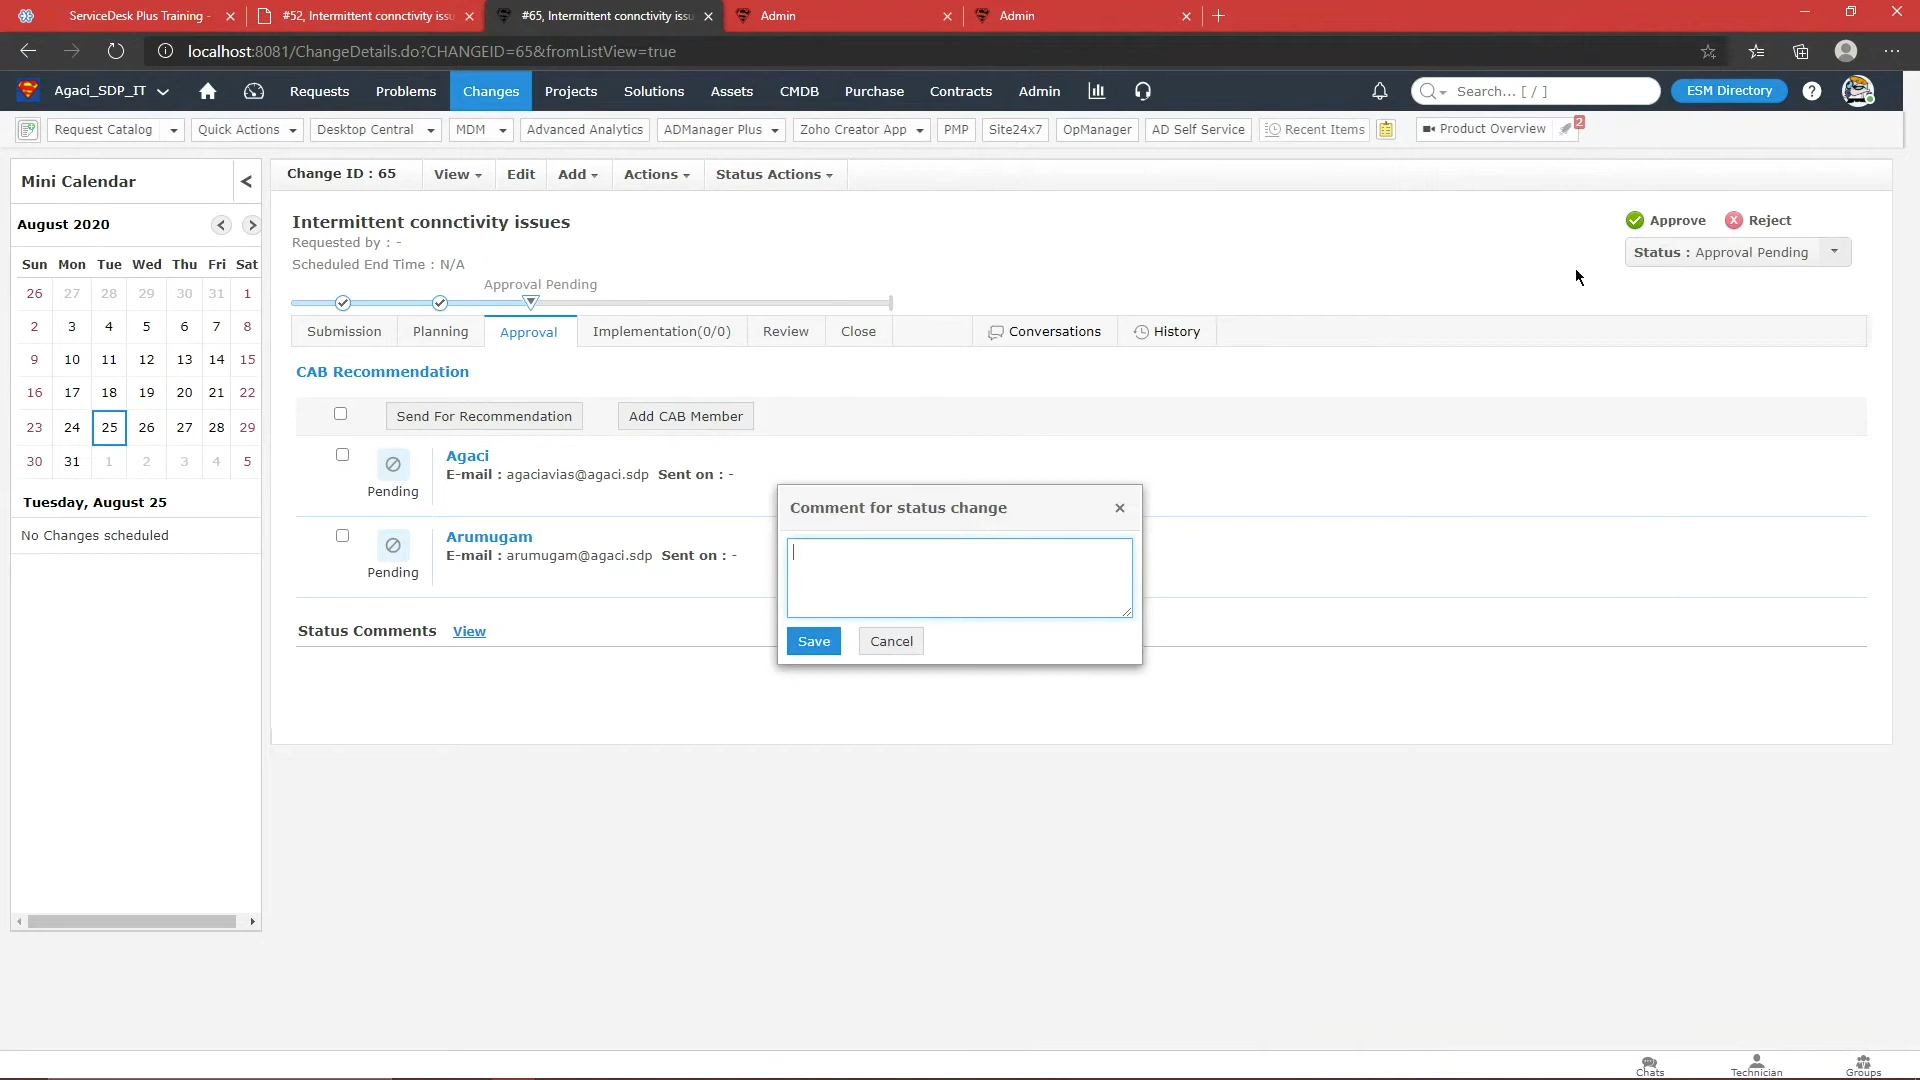 ServiceDesk Plus Training -
#52, Intermittent connctivity issu
#65, Intermittent connctivity issu
Admin
Admin
localhost:8081/ChangeDetails.do?CHANGEID=65&fromListView=true
Agaci_SDP_IT Requests Problems Changes Projects Solutions Assets CMDB Purchase Contracts Admin Search... [ / ] ESM Directory ?
Request Catalog Quick Actions Desktop Central MDM Advanced Analytics ADManager Plus Zoho Creator App PMP Site24x7 OpManager AD Self Service Recent Items Product Overview 2
Mini Calendar
August 2020
Sun Mon Tue Wed Thu Fri Sat
26 27 28 29 30 31 1
2 3 4 5 6 7 8
9 10 11 12 13 14 15
16 17 18 19 20 21 22
23 24 25 26 27 28 29
30 31 1 2 3 4 5
Tuesday, August 25
No Changes scheduled
Change ID : 65 View Edit Add Actions Status Actions
Intermittent connctivity issues
Requested by : -
Scheduled End Time : N/A
Approve Reject
Status : Approval Pending
Approval Pending
Submission Planning Approval Implementation(0/0) Review Close Conversations History
CAB Recommendation
Send For Recommendation Add CAB Member
Agaci
E-mail : agaciavias@agaci.sdp Sent on : -
Pending
Arumugam
E-mail : arumugam@agaci.sdp Sent on : -
Pending
Status Comments View
Comment for status change
Save Cancel
Chats Technician Groups